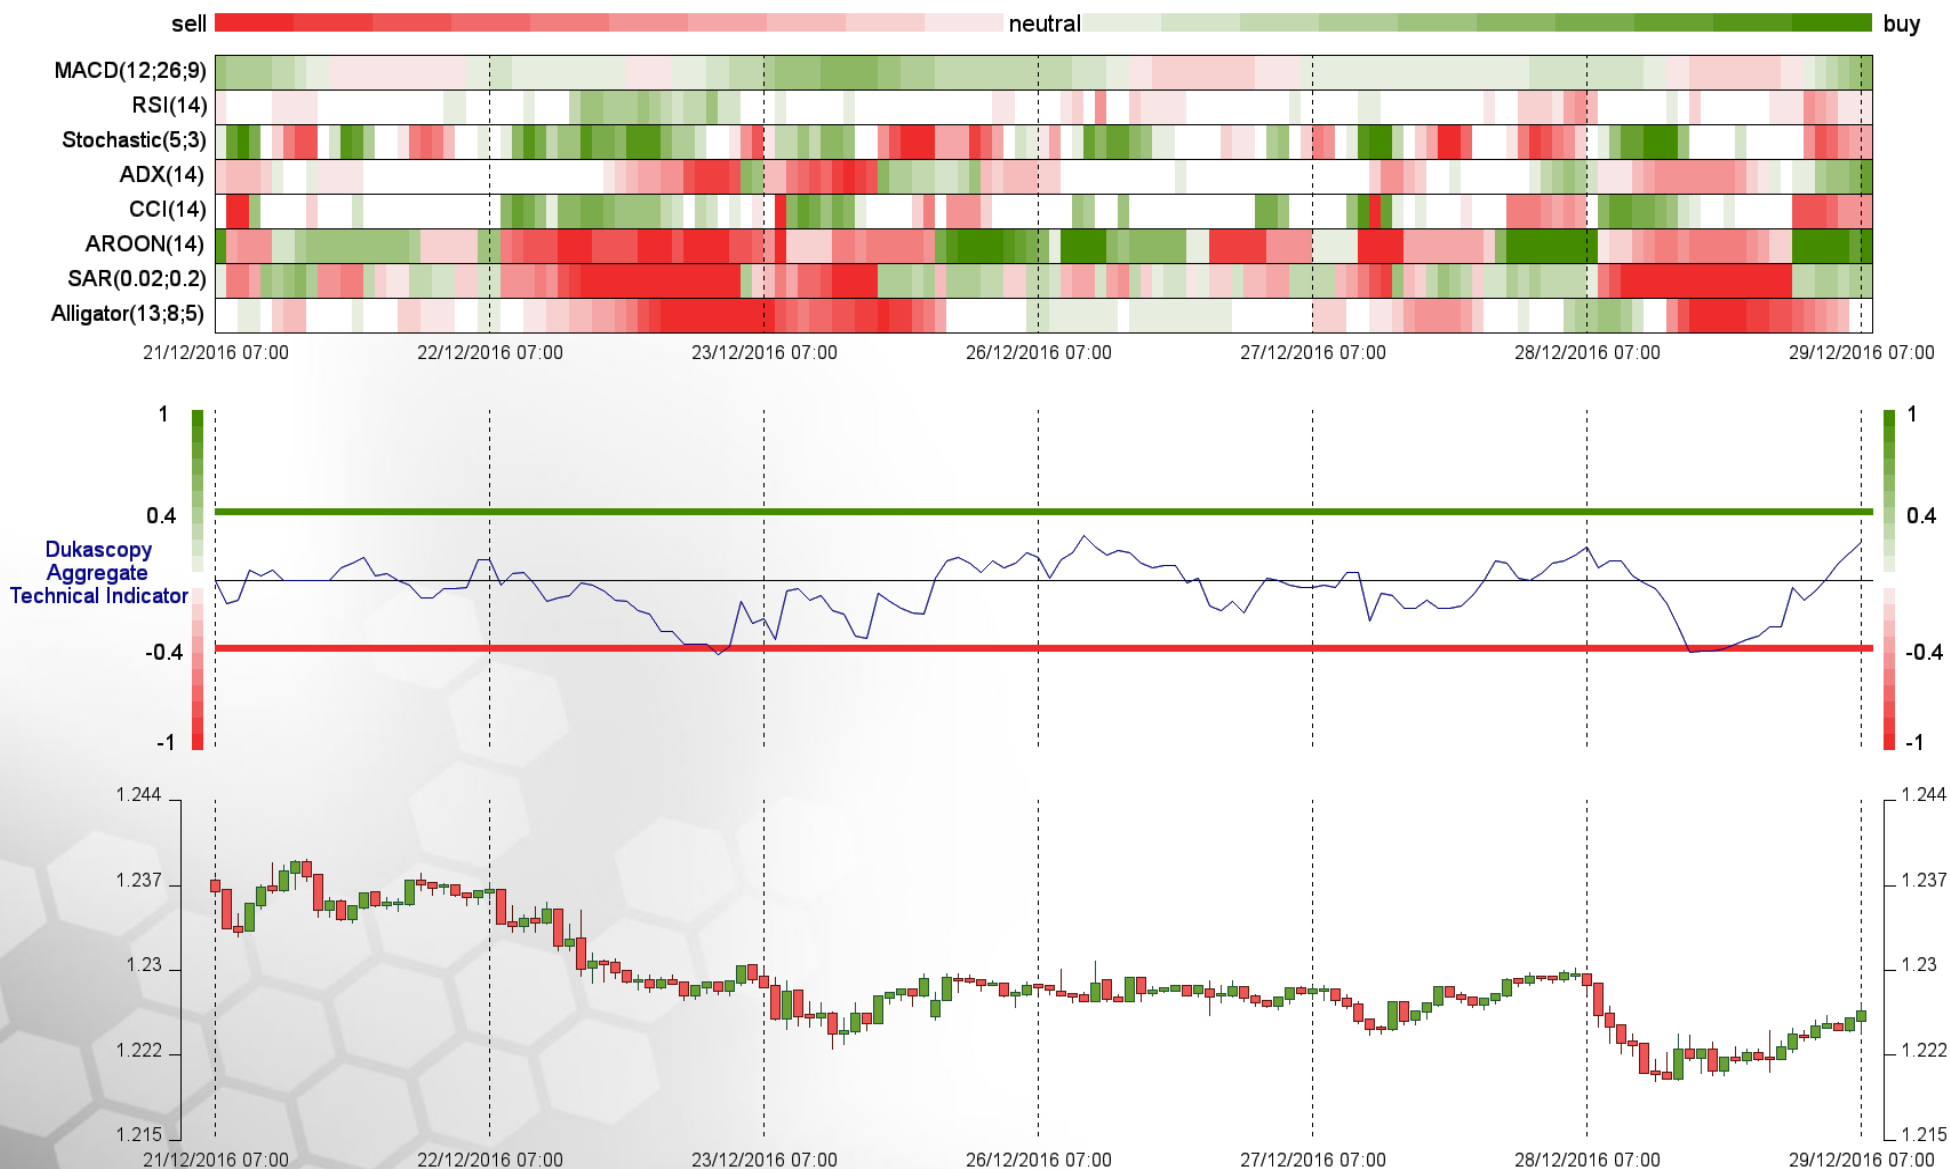 sell neutral buy
MACD(12;26;9)
RSI(14)
Stochastic(5;3)
ADX(14)
CCI(14)
AROON(14)
SAR(0.02;0.2)
Alligator(13;8;5)
21/12/2016 07:00 22/12/2016 07:00 23/12/2016 07:00 26/12/2016 07:00 27/12/2016 07:00 28/12/2016 07:00 29/12/2016 07:00
1 1
0.4 0.4
Dukascopy
Aggregate
Technical Indicator
-0.4 -0.4
-1 -1
1.244 1.244
1.237 1.237
1.23 1.23
1.222 1.222
1.215 1.215
21/12/2016 07:00 22/12/2016 07:00 23/12/2016 07:00 26/12/2016 07:00 27/12/2016 07:00 28/12/2016 07:00 29/12/2016 07:00